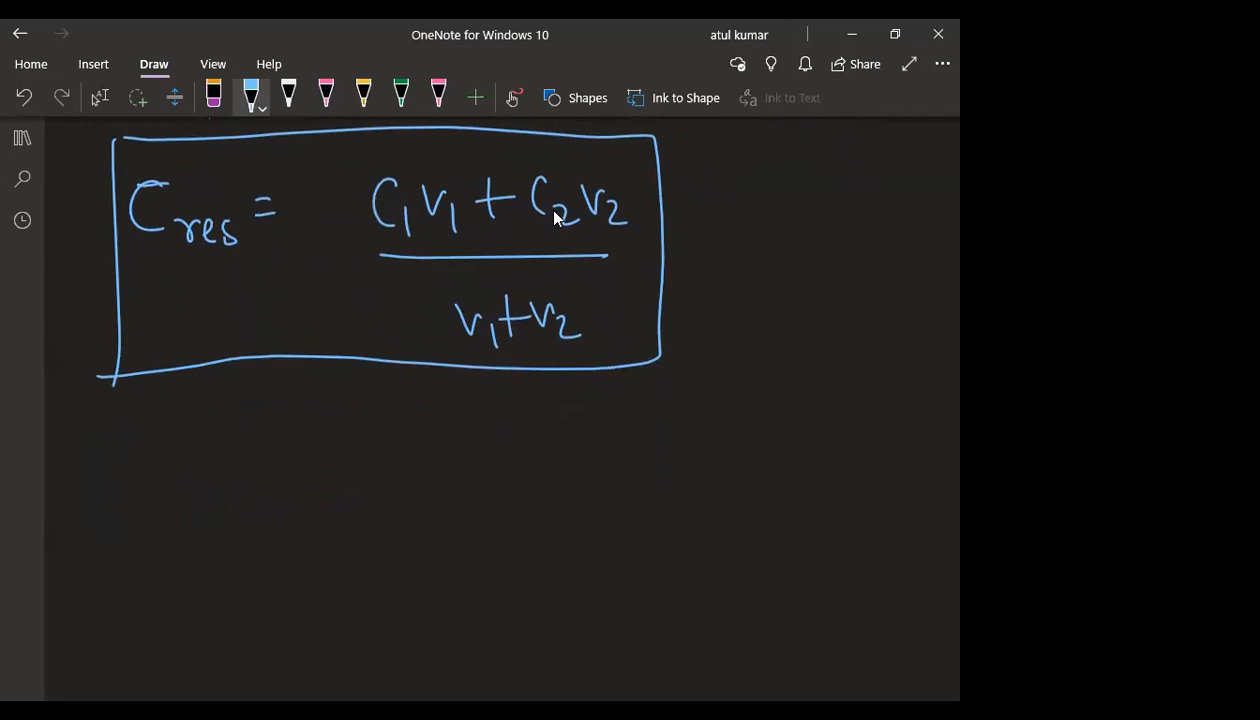 OneNote for Windows 10
atul kumar
Home Insert Draw View Help
Share
Shapes Ink to Shape Ink to Text
C_res = (C₁V₁ + C₂V₂) / (V₁ + V₂)